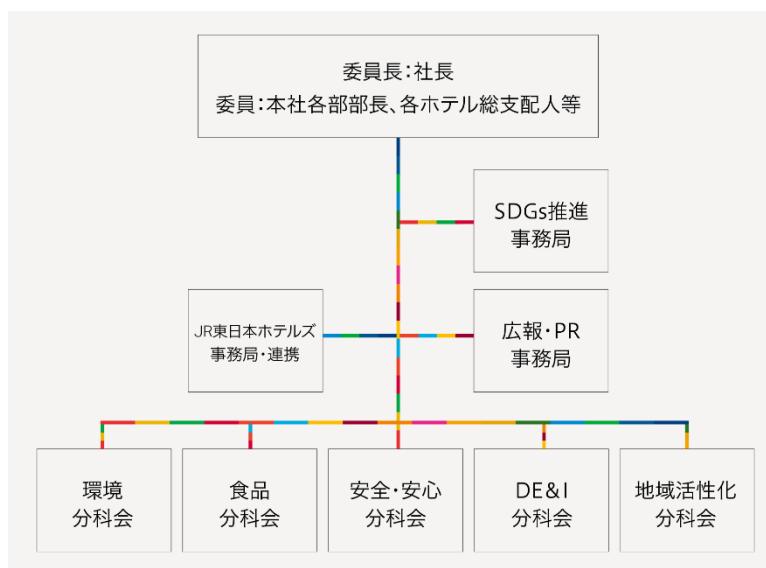 委員長：社長
委員：本社各部部長、各ホテル総支配人等
SDGs推進
事務局
JR東日本ホテルズ
事務局・連携
広報・PR
事務局
環境
分科会
食品
分科会
安全・安心
分科会
DE&I
分科会
地域活性化
分科会